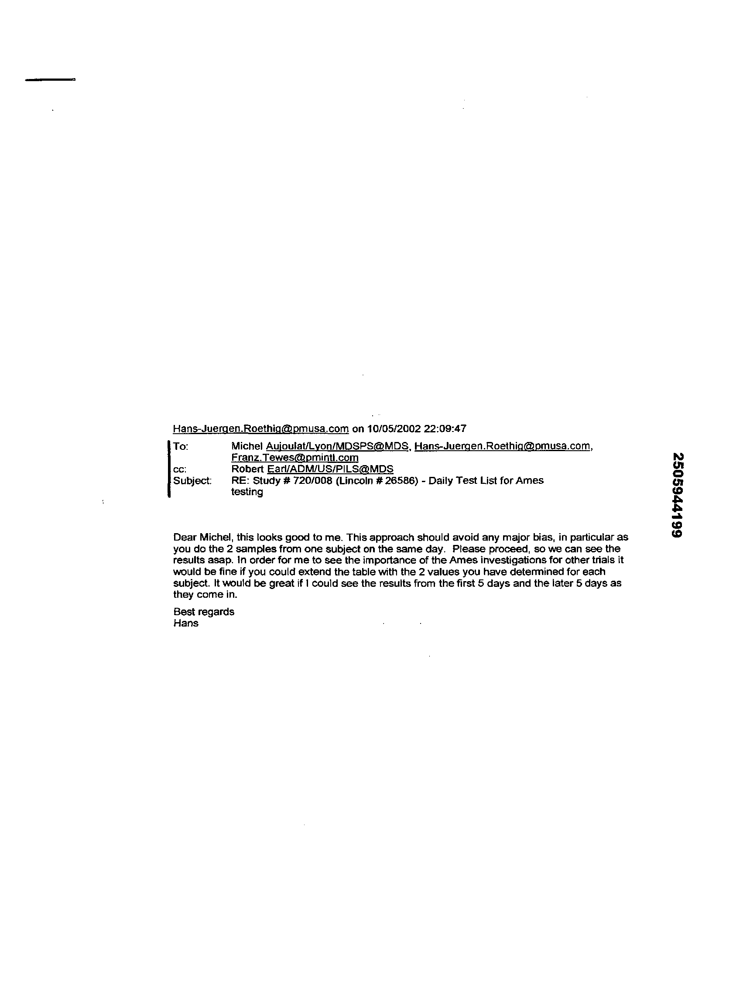 Hans-Juergen.Roethig@pmusa.com on 10/05/2002 22:09:47
To: Michel Aujoulat/Lyon/MDSPS@MDS, Hans-Juergen.Roethig@pmusa.com,
Franz.Tewes@pmintl.com
cc: Robert Earl/ADM/US/PILS@MDS
Subject: RE: Study # 720/008 (Lincoln # 26586) - Daily Test List for Ames
testing
Dear Michel, this looks good to me. This approach should avoid any major bias, in particular as
you do the 2 samples from one subject on the same day. Please proceed, so we can see the
results asap. In order for me to see the importance of the Ames investigations for other trials it
would be fine if you could extend the table with the 2 values you have determined for each
subject. It would be great if I could see the results from the first 5 days and the later 5 days as
they come in.
Best regards
Hans
2505944199